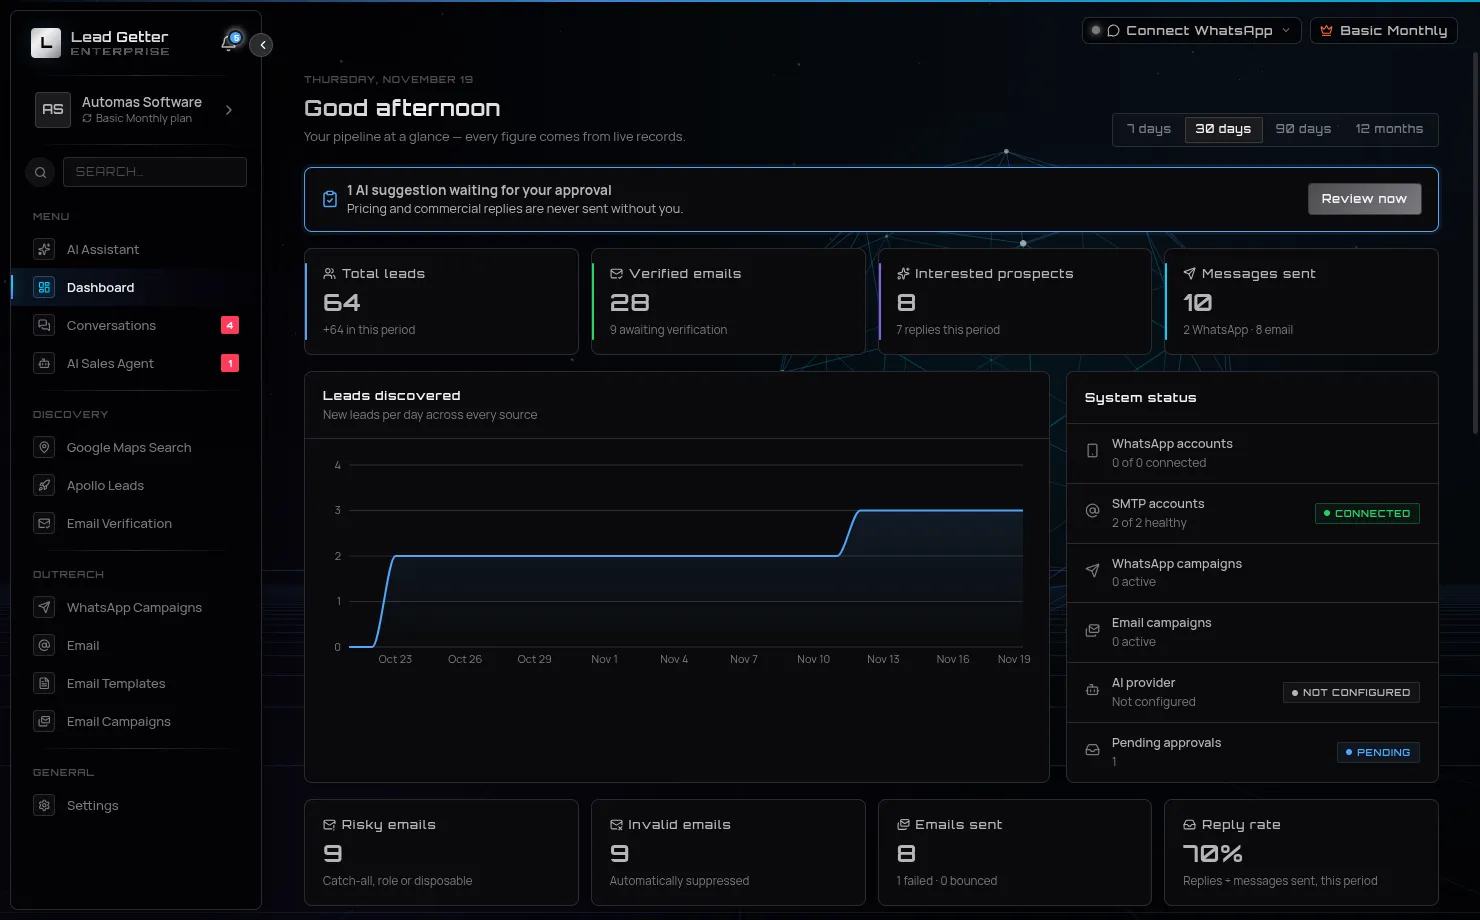 L
Lead Getter
ENTERPRISE
5
AS
Automas Software
Basic Monthly plan
SEARCH...
MENU
AI Assistant
Dashboard
Conversations
4
AI Sales Agent
1
DISCOVERY
Google Maps Search
Apollo Leads
Email Verification
OUTREACH
WhatsApp Campaigns
Email
Email Templates
Email Campaigns
GENERAL
Settings
Connect WhatsApp
Basic Monthly
THURSDAY, NOVEMBER 19
Good afternoon
Your pipeline at a glance — every figure comes from live records.
7 days
30 days
90 days
12 months
1 AI suggestion waiting for your approval
Pricing and commercial replies are never sent without you.
Review now
Total leads
64
+64 in this period
Verified emails
28
9 awaiting verification
Interested prospects
8
7 replies this period
Messages sent
10
2 WhatsApp · 8 email
Leads discovered
New leads per day across every source
4
3
2
1
0
Oct 23
Oct 26
Oct 29
Nov 1
Nov 4
Nov 7
Nov 10
Nov 13
Nov 16
Nov 19
System status
WhatsApp accounts
0 of 0 connected
SMTP accounts
2 of 2 healthy
CONNECTED
WhatsApp campaigns
0 active
Email campaigns
0 active
AI provider
Not configured
NOT CONFIGURED
Pending approvals
1
PENDING
Risky emails
9
Catch-all, role or disposable
Invalid emails
9
Automatically suppressed
Emails sent
8
1 failed · 0 bounced
Reply rate
70%
Replies ÷ messages sent, this period